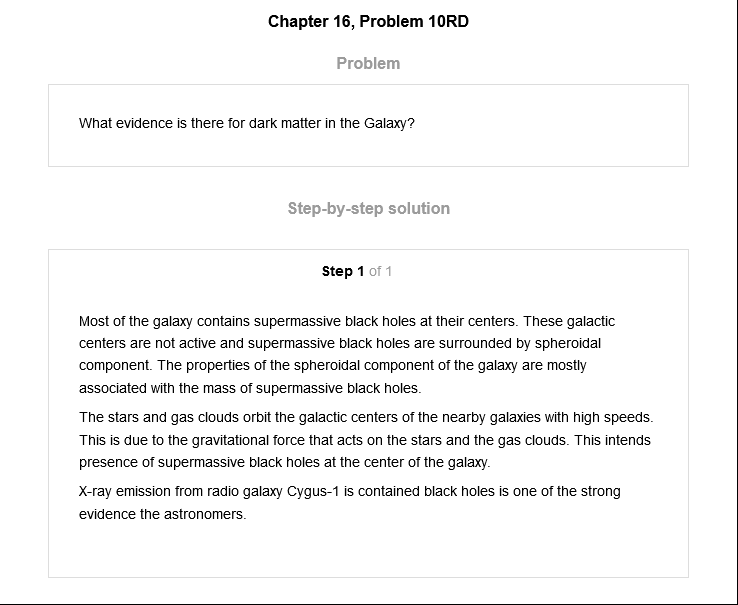 Chapter 16, Problem 10RD
Problem
What evidence is there for dark matter in the Galaxy?
Step-by-step solution
Step 1 of 1
Most of the galaxy contains supermassive black holes at their centers. These galactic
centers are not active and supermassive black holes are surrounded by spheroidal
component. The properties of the spheroidal component of the galaxy are mostly
associated with the mass of supermassive black holes.
The stars and gas clouds orbit the galactic centers of the nearby galaxies with high speeds.
This is due to the gravitational force that acts on the stars and the gas clouds. This intends
presence of supermassive black holes at the center of the galaxy.
X-ray emission from radio galaxy Cygus-1 is contained black holes is one of the strong
evidence the astronomers.